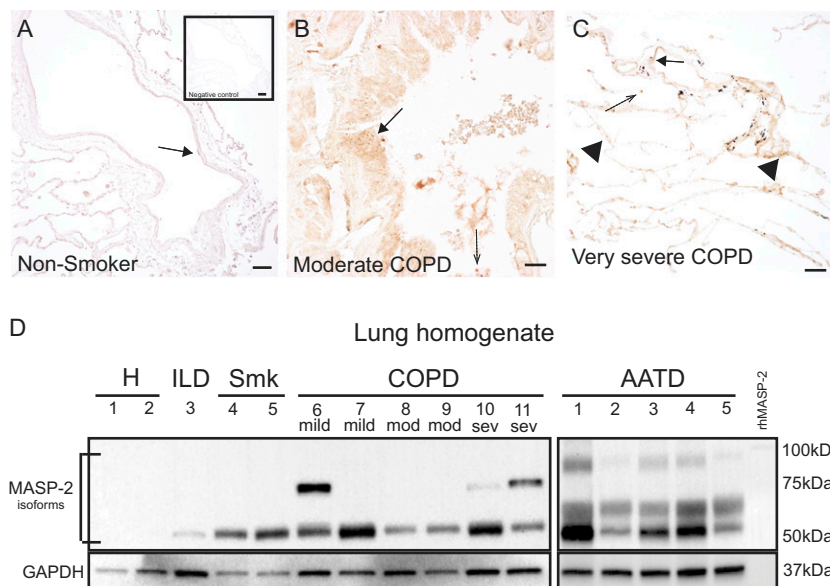 A
Negative control
Non-Smoker
B
Moderate COPD
C
Very severe COPD
D
Lung homogenate
H ILD Smk COPD AATD
1 2 3 4 5 6 7 8 9 10 11 1 2 3 4 5 rhMASP-2
mild mild mod mod sev sev
MASP-2
isoforms
100kD
75kDa
50kDa
GAPDH
37kDa